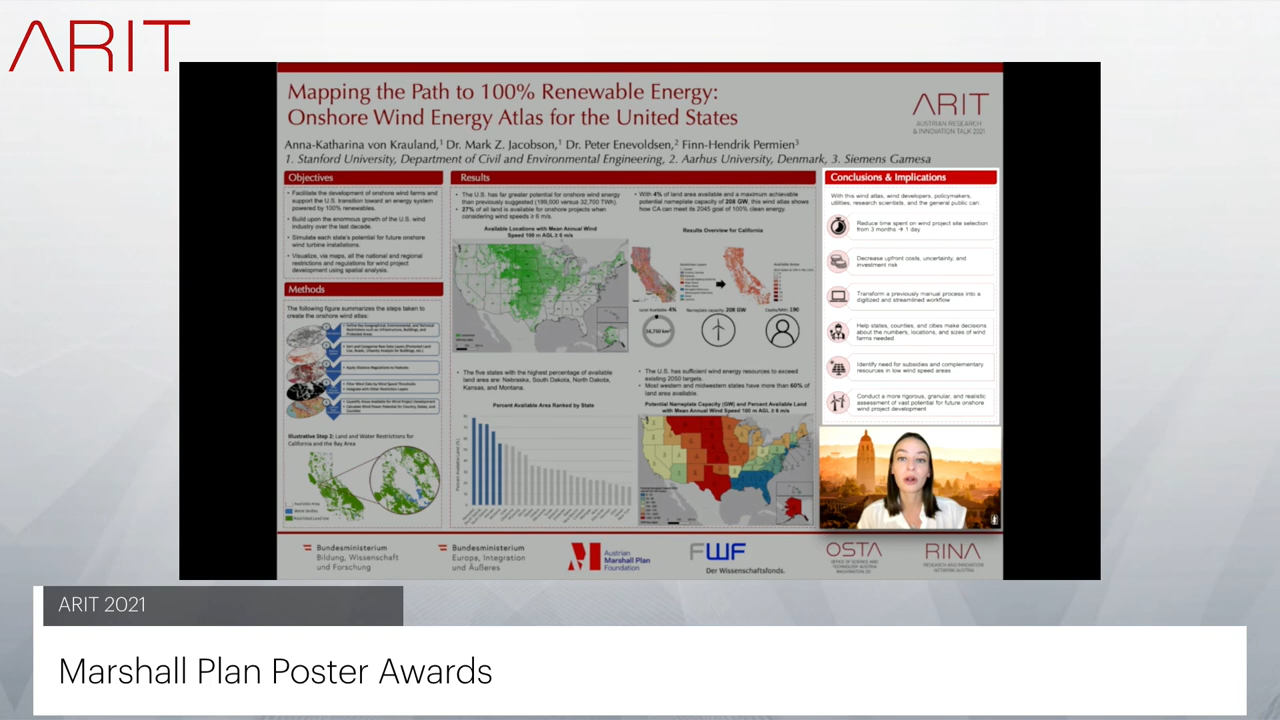 ARIT
Mapping the Path to 100% Renewable Energy:
Onshore Wind Energy Atlas for the United States
ARIT
AUSTRIAN RESEARCH
& INNOVATION TALK 2021
Anna-Katharina von Krauland,¹ Dr. Mark Z. Jacobson,¹ Dr. Peter Enevoldsen,² Finn-Hendrik Permien³
1. Stanford University, Department of Civil and Environmental Engineering, 2. Aarhus University, Denmark, 3. Siemens Gamesa
Objectives
• Facilitate the development of onshore wind farms and
support the U.S. transition toward an energy system
powered by 100% renewables.
• Build upon the enormous growth of the U.S. wind
industry over the last decade.
• Simulate each state's potential for future onshore
wind turbine installations.
• Visualize, via maps, all the national and regional
restrictions and regulations for wind project
development using spatial analysis.
Methods
The following figure summarizes the steps taken to
create the onshore wind atlas:
Illustrative Step 2: Land and Water Restrictions for
California and the Bay Area
Available Area
Water Bodies
Restricted Land Use
Results
• The U.S. has far greater potential for onshore wind energy
than previously suggested (199,500 versus 32,700 TWh).
• 27% of all land is available for onshore projects when
considering wind speeds ≥ 6 m/s.
Available Locations with Mean Annual Wind
Speed 100 m AGL ≥ 6 m/s
• With 4% of land area available and a maximum achievable
potential nameplate capacity of 208 GW, this wind atlas shows
how CA can meet its 2045 goal of 100% clean energy.
Results Overview for California
Land Available: 4%
Nameplate capacity: 208 GW
• The five states with the highest percentage of available
land area are: Nebraska, South Dakota, North Dakota,
Kansas, and Montana.
Percent Available Area Ranked by State
• The U.S. has sufficient wind energy resources to exceed
existing 2050 targets.
• Most western and midwestern states have more than 60% of
land area available.
Potential Nameplate Capacity (GW) and Percent Available Land
with Mean Annual Wind Speed 100 m AGL ≥ 6 m/s
Conclusions & Implications
With this wind atlas, wind developers, policymakers,
utilities, research scientists, and the general public can:
Reduce time spent on wind project site selection
from 3 months → 1 day
Decrease upfront costs, uncertainty, and
investment risk
Transform a previously manual process into a
digitized and streamlined workflow
Help states, counties, and cities make decisions
about the numbers, locations, and sizes of wind
farms needed
Identify need for subsidies and complementary
resources in low wind speed areas
Conduct a more rigorous, granular, and realistic
assessment of vast potential for future onshore
wind project development
Bundesministerium
Bildung, Wissenschaft
und Forschung
Bundesministerium
Europa, Integration
und Äußeres
Austrian
Marshall Plan
Foundation
FWF
Der Wissenschaftsfonds.
OSTA
OFFICE OF SCIENCE AND
TECHNOLOGY AUSTRIA
WASHINGTON, DC
RINA
RESEARCH AND INNOVATION
NETWORK AUSTRIA
ARIT 2021
Marshall Plan Poster Awards